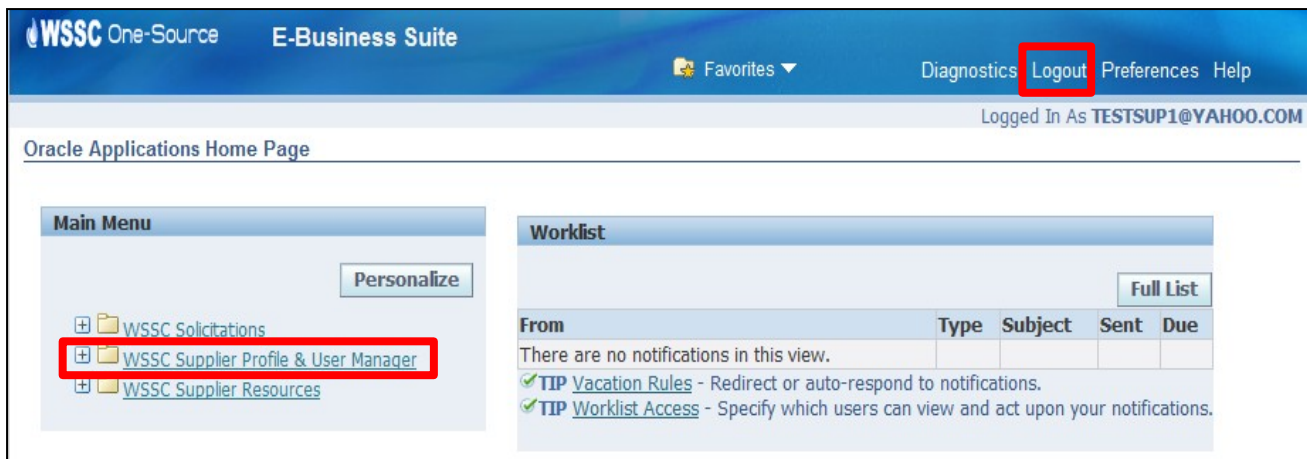 WSSC One-Source E-Business Suite
Favorites
Diagnostics Logout Preferences Help
Logged In As TESTSUP1@YAHOO.COM
Oracle Applications Home Page
Main Menu
Personalize
WSSC Solicitations
WSSC Supplier Profile & User Manager
WSSC Supplier Resources
Worklist
Full List
From Type Subject Sent Due
There are no notifications in this view.
TIP Vacation Rules - Redirect or auto-respond to notifications.
TIP Worklist Access - Specify which users can view and act upon your notifications.